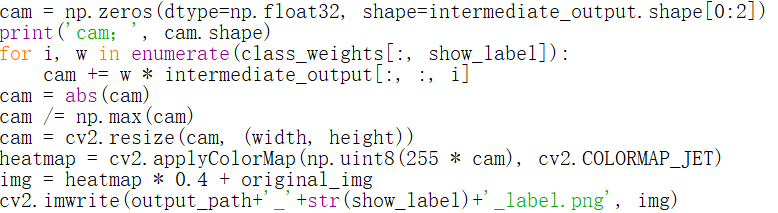 cam = np.zeros(dtype=np.float32, shape=intermediate_output.shape[0:2])
print('cam；', cam.shape)
for i, w in enumerate(class_weights[:, show_label]):
    cam += w * intermediate_output[:, :, i]
cam = abs(cam)
cam /= np.max(cam)
cam = cv2.resize(cam, (width, height))
heatmap = cv2.applyColorMap(np.uint8(255 * cam), cv2.COLORMAP_JET)
img = heatmap * 0.4 + original_img
cv2.imwrite(output_path+'_'+str(show_label)+'_label.png', img)